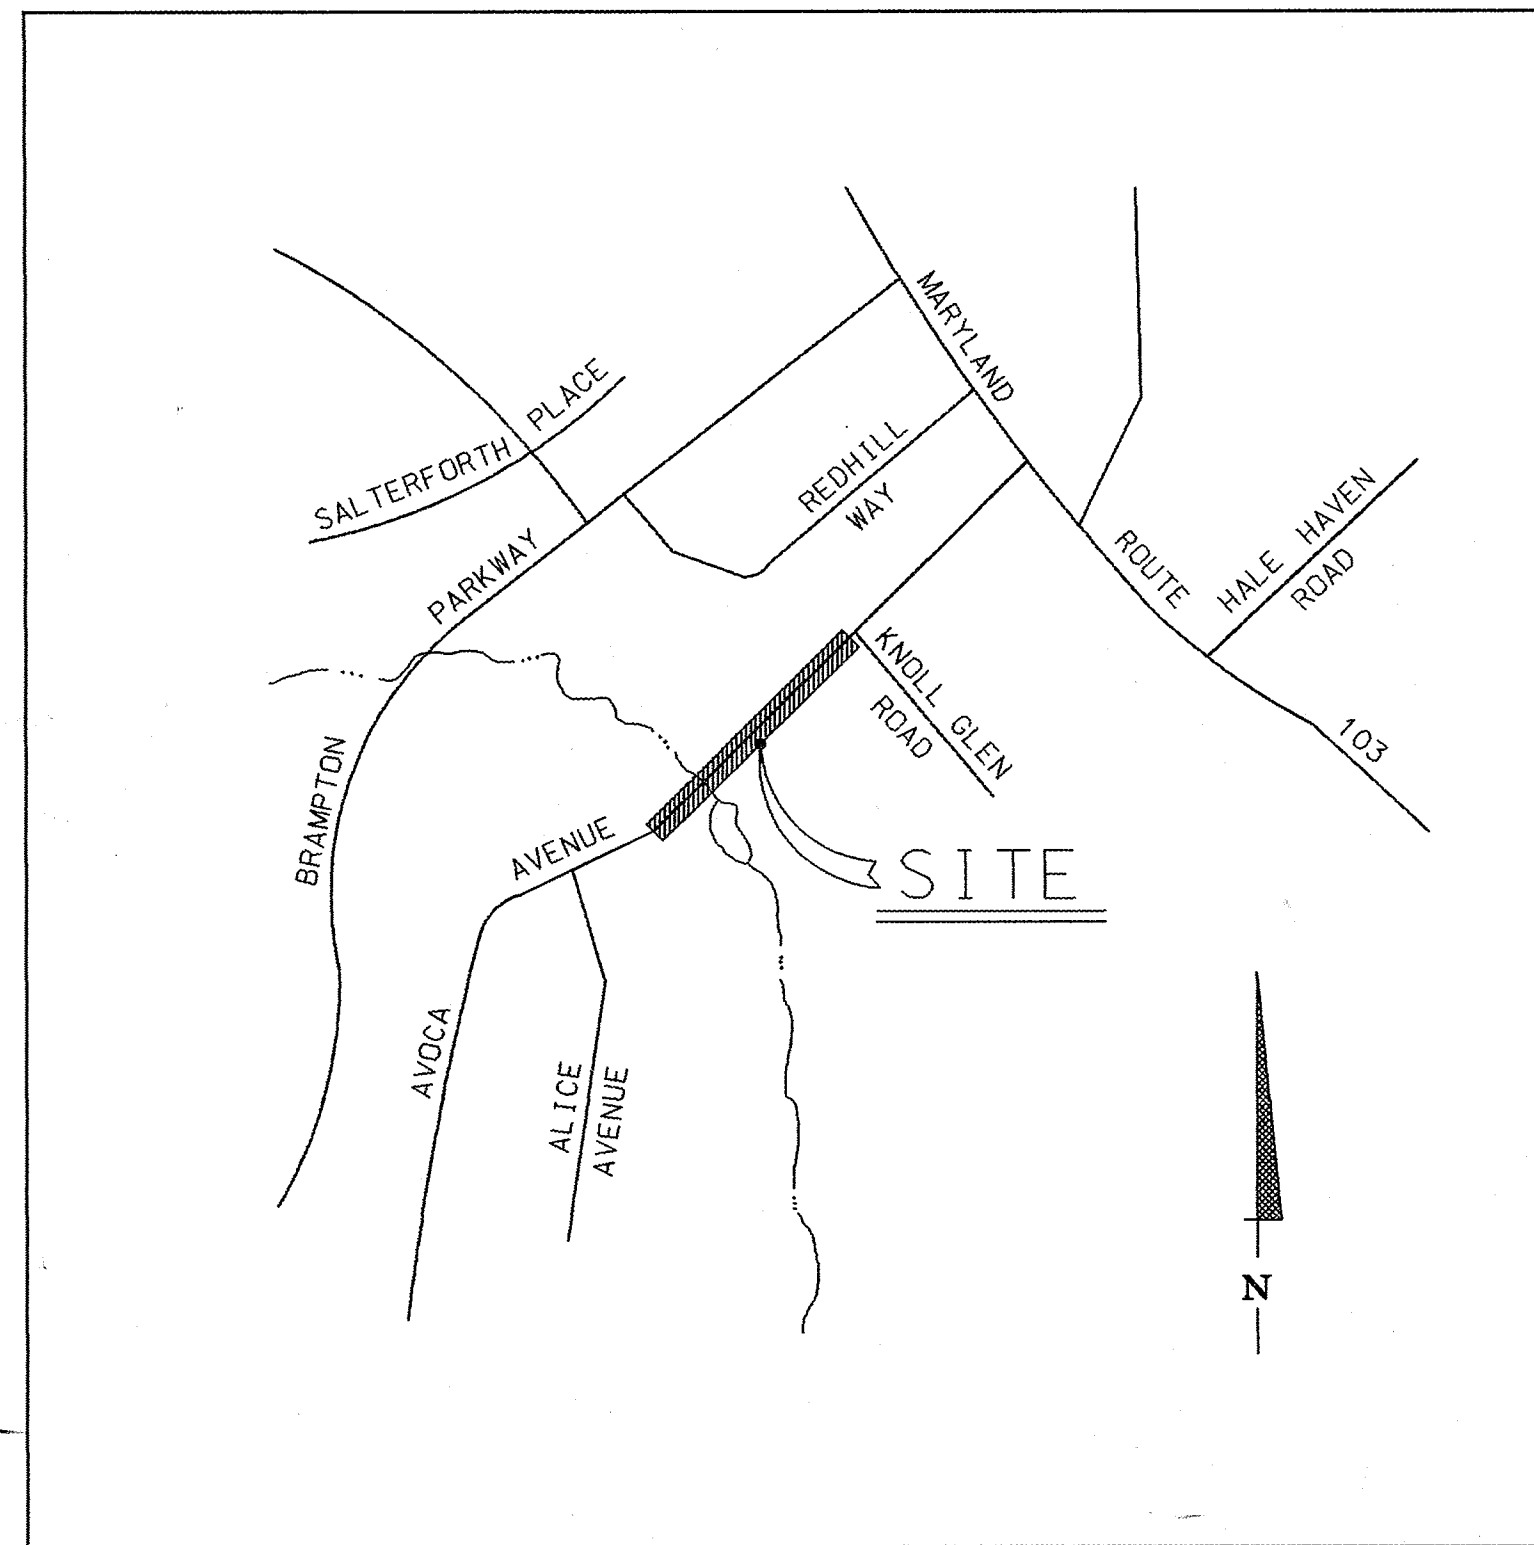 MARYLAND ROUTE 103
SALTERFORTH PLACE
REDHILL
WAY
HALE HAVEN
ROAD
BRAMPTON PARKWAY
KNOLL GLEN
ROAD
AVOCA AVENUE
SITE
ALICE
AVENUE
N